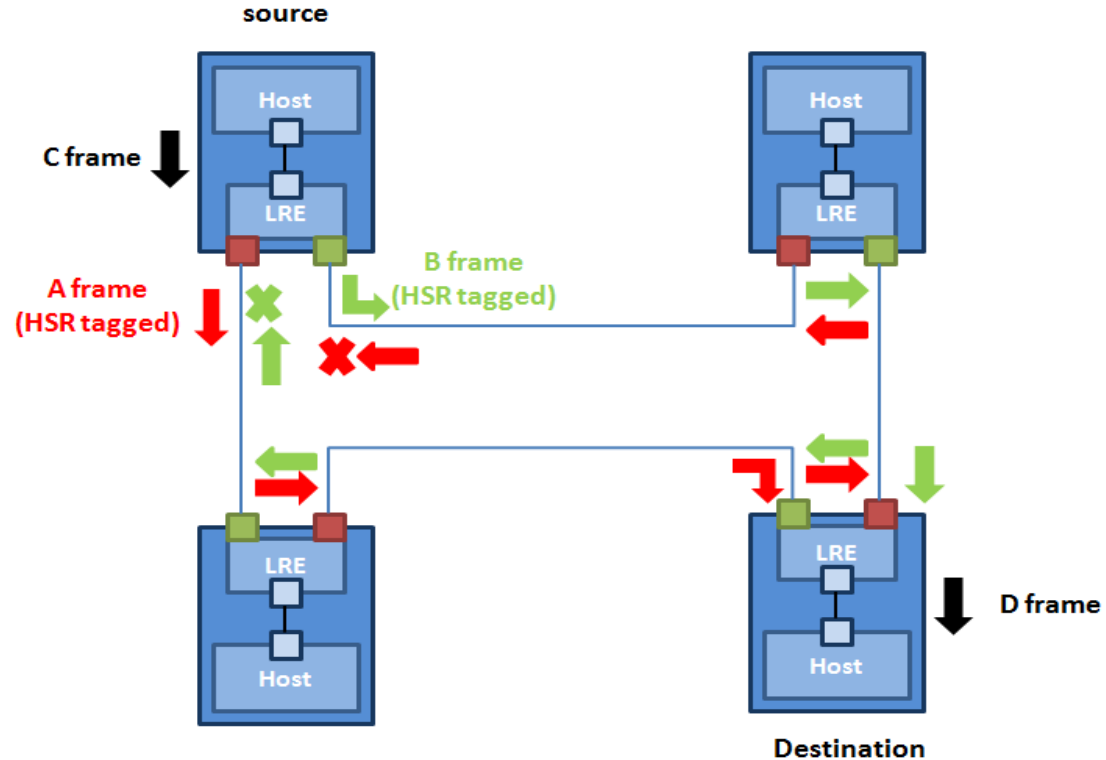 source
Host
Host
C frame
LRE
LRE
A frame
(HSR tagged)
B frame
(HSR tagged)
LRE
LRE
D frame
Host
Host
Destination